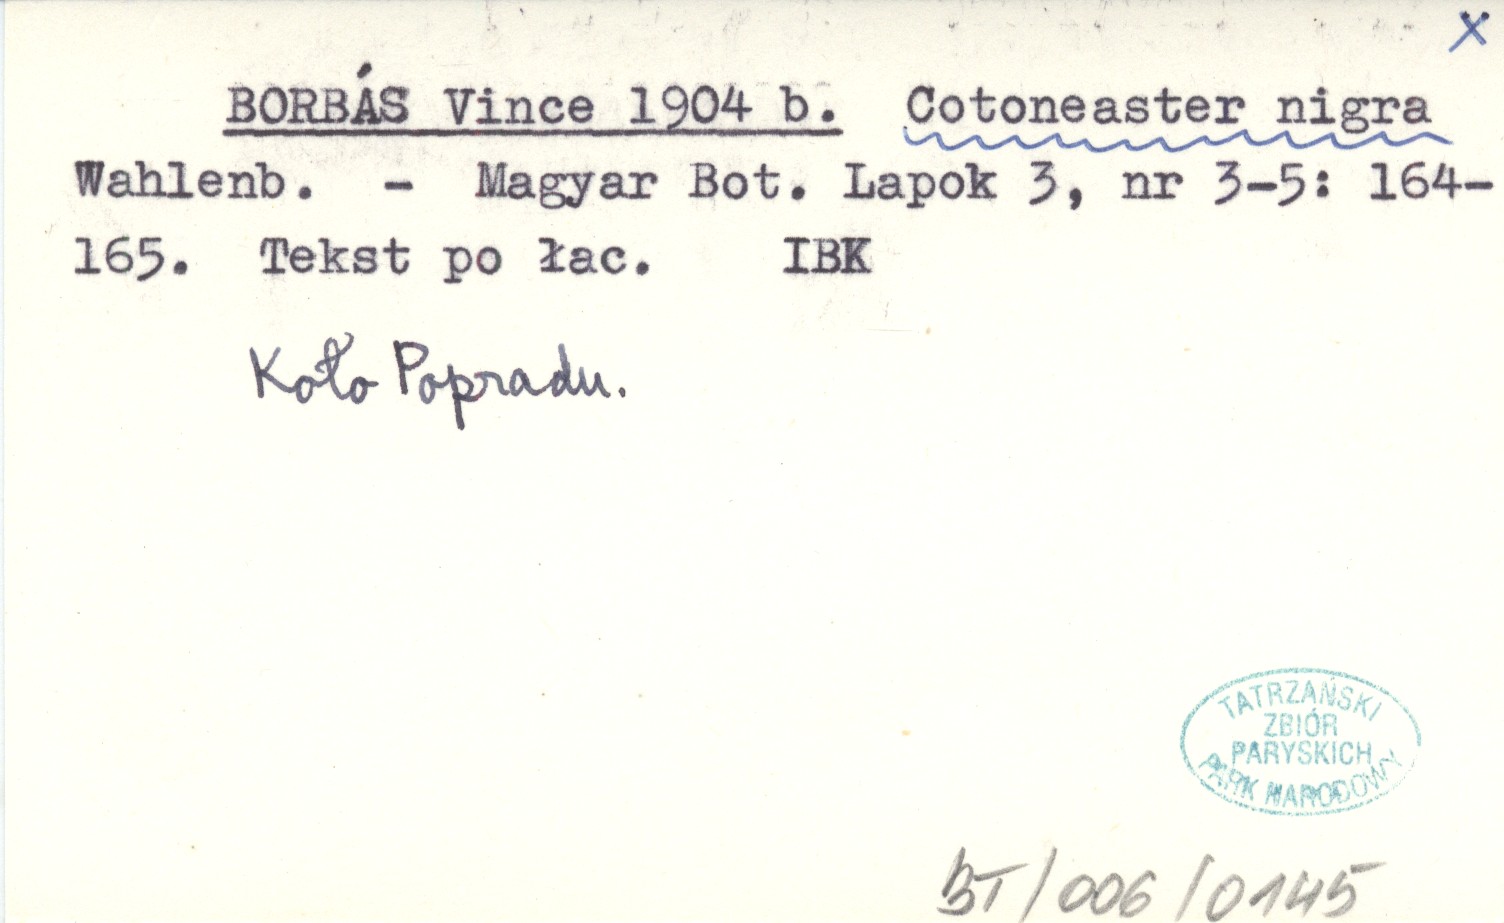 x
BORBÁS Vince 1904 b. Cotoneaster nigra
Wahlenb. - Magyar Bot. Lapok 3, nr 3-5: 164-
165. Tekst po łac. IBK
Koło Popradu.
TATRZAŃSKI
ZBIÓR
PARYSKICH
PARK NARODOWY
BT/006/0145